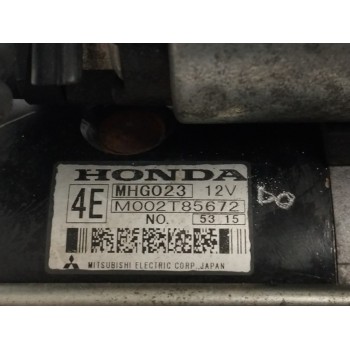 HONDA
4E MHG023 12V
M002T85672
NO. 53 15
MITSUBISHI ELECTRIC CORP., JAPAN